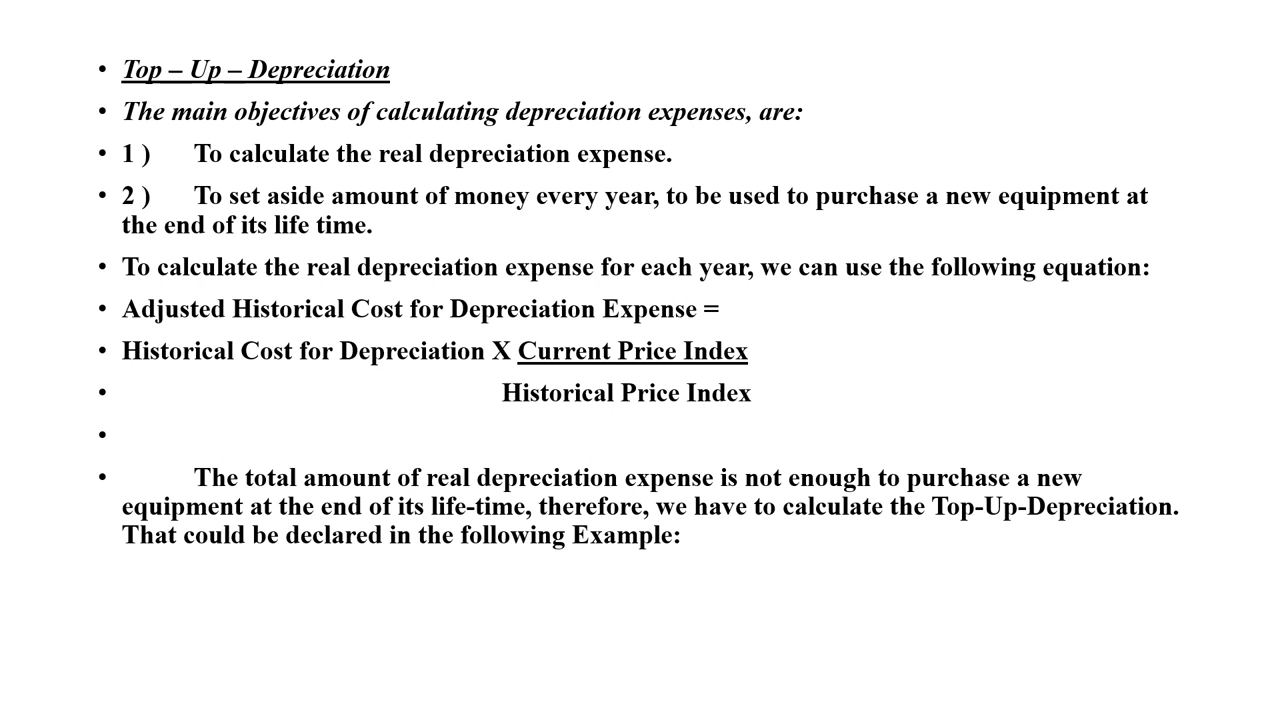 • Top – Up – Depreciation
• The main objectives of calculating depreciation expenses, are:
• 1 ) To calculate the real depreciation expense.
• 2 ) To set aside amount of money every year, to be used to purchase a new equipment at
the end of its life time.
• To calculate the real depreciation expense for each year, we can use the following equation:
• Adjusted Historical Cost for Depreciation Expense =
• Historical Cost for Depreciation X Current Price Index
• Historical Price Index
•
• The total amount of real depreciation expense is not enough to purchase a new
equipment at the end of its life-time, therefore, we have to calculate the Top-Up-Depreciation.
That could be declared in the following Example: